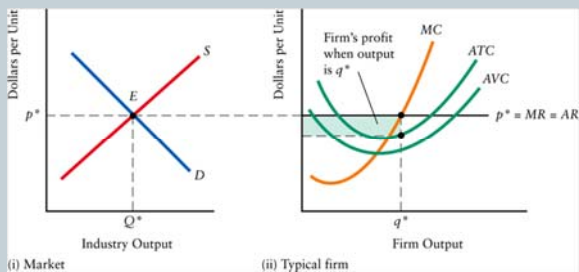 Dollars per Unit
S
E
p*
D
Q*
Industry Output
(i) Market
Dollars per Unit
Firm's profit
when output
is q*
MC
ATC
AVC
p* = MR = AR
q*
Firm Output
(ii) Typical firm